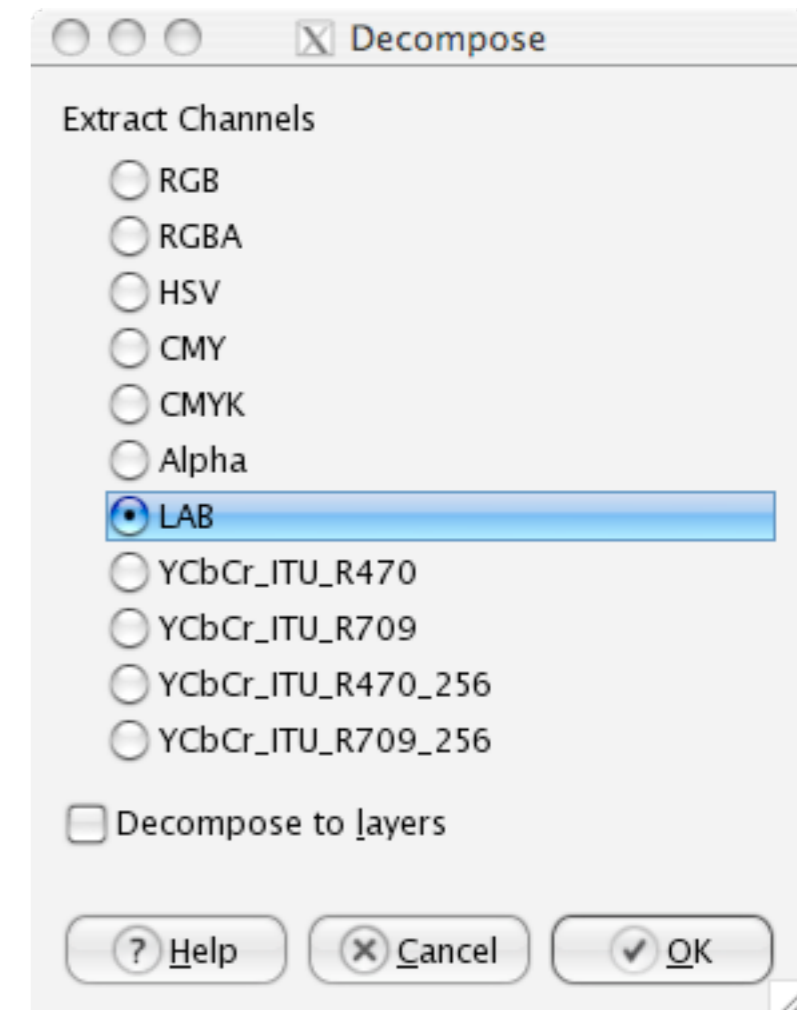 Decompose
Extract Channels
RGB
RGBA
HSV
CMY
CMYK
Alpha
LAB
YCbCr_ITU_R470
YCbCr_ITU_R709
YCbCr_ITU_R470_256
YCbCr_ITU_R709_256
Decompose to layers
Help Cancel OK